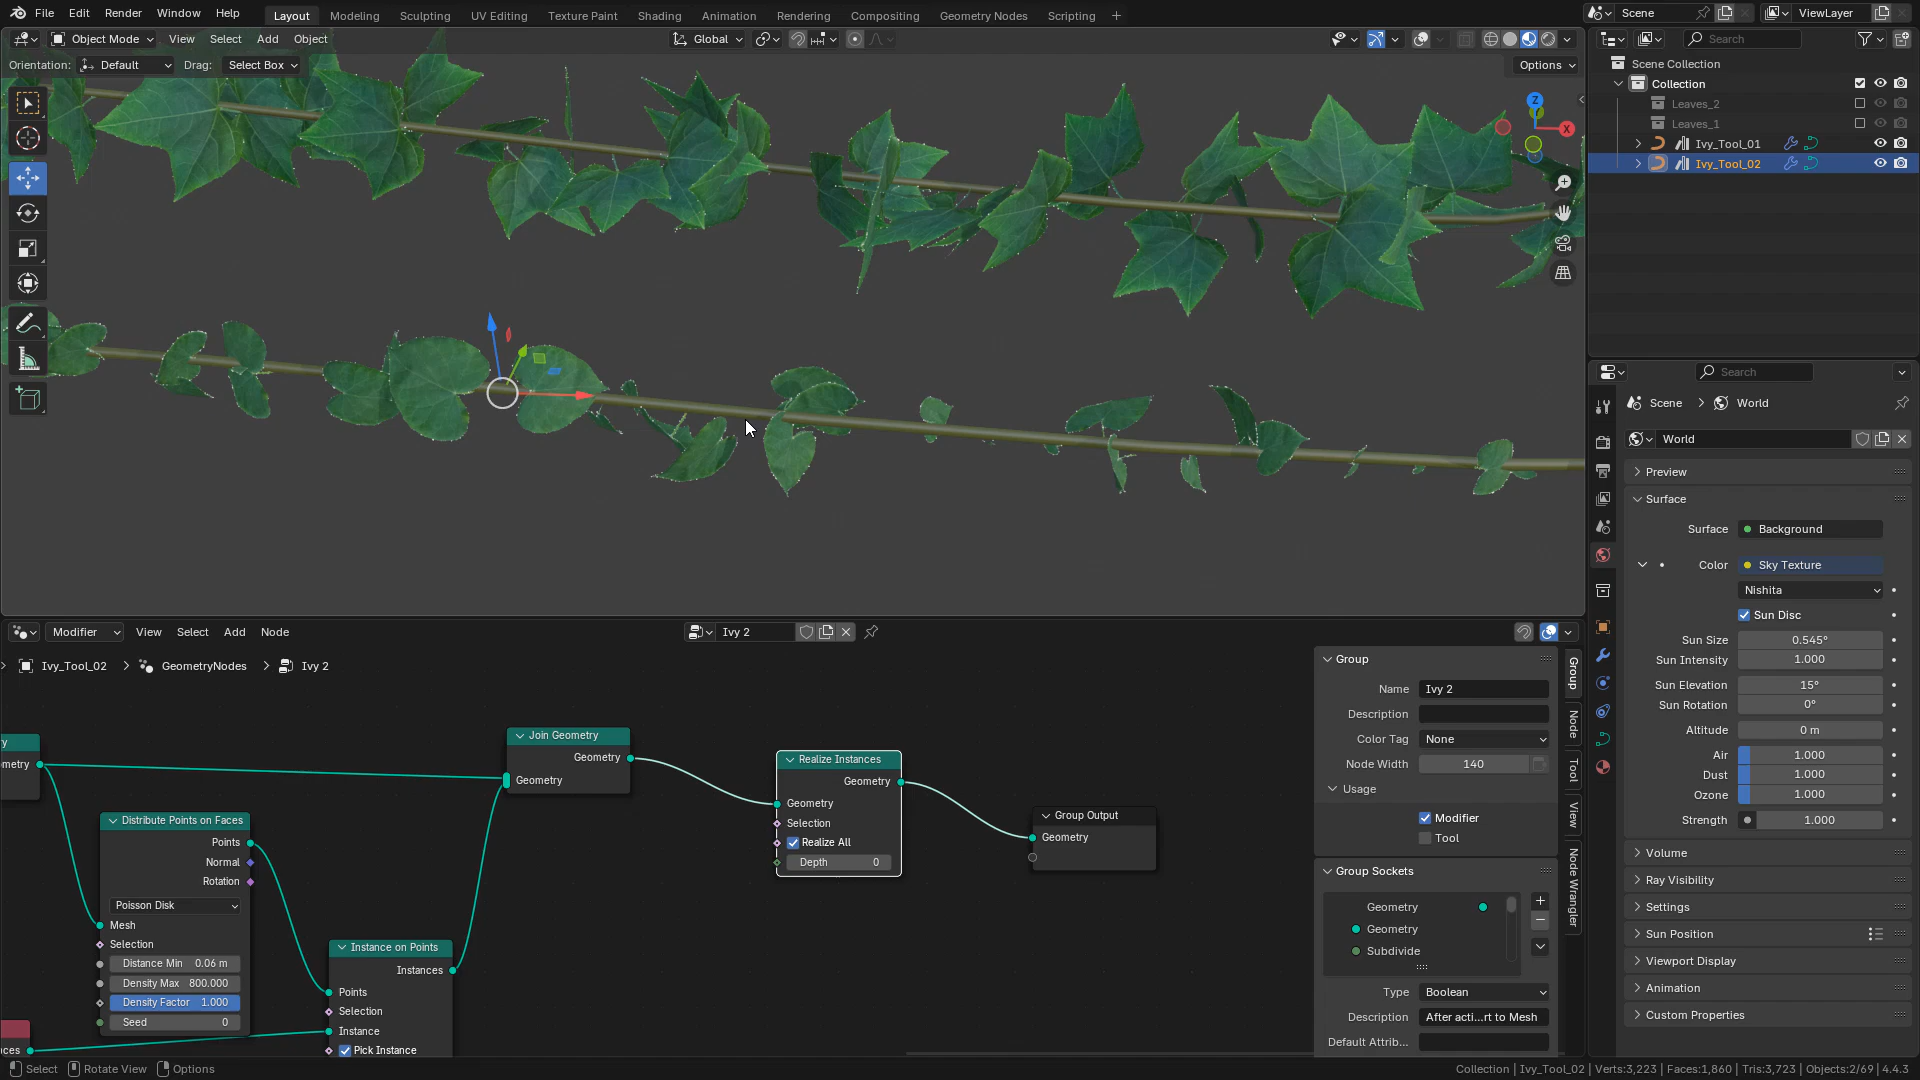 File Edit Render Window Help Layout Modeling Sculpting UV Editing Texture Paint Shading Animation Rendering Compositing Geometry Nodes Scripting + Scene ViewLayer
Object Mode View Select Add Object Global
Orientation: Default Drag: Select Box Options
Z
X
Search
Scene Collection
Collection
Leaves_2
Leaves_1
Ivy_Tool_01
Ivy_Tool_02
Search
Scene > World
World
Preview
Surface
Surface Background
Color Sky Texture
Nishita
Sun Disc
Sun Size 0.545°
Sun Intensity 1.000
Sun Elevation 15°
Sun Rotation 0°
Altitude 0 m
Air 1.000
Dust 1.000
Ozone 1.000
Strength 1.000
Volume
Ray Visibility
Settings
Sun Position
Viewport Display
Animation
Custom Properties
Modifier View Select Add Node Ivy 2
Ivy_Tool_02 > GeometryNodes > Ivy 2
y
metry
Join Geometry
Geometry
Geometry
Distribute Points on Faces
Points
Normal
Rotation
Poisson Disk
Mesh
Selection
Distance Min 0.06 m
Density Max 800.000
Density Factor 1.000
Seed 0
ces
Instance on Points
Instances
Points
Selection
Instance
Pick Instance
Realize Instances
Geometry
Geometry
Selection
Realize All
Depth 0
Group Output
Geometry
Group
Name Ivy 2
Description
Color Tag None
Node Width 140
Usage
Modifier
Tool
Group Sockets
Geometry
Geometry
Subdivide
Type Boolean
Description After acti...rt to Mesh
Default Attrib...
Group
Node
Tool
View
Node Wrangler
Select Rotate View Options Collection | Ivy_Tool_02 | Verts:3,223 | Faces:1,860 | Tris:3,723 | Objects:2/69 | 4.4.3